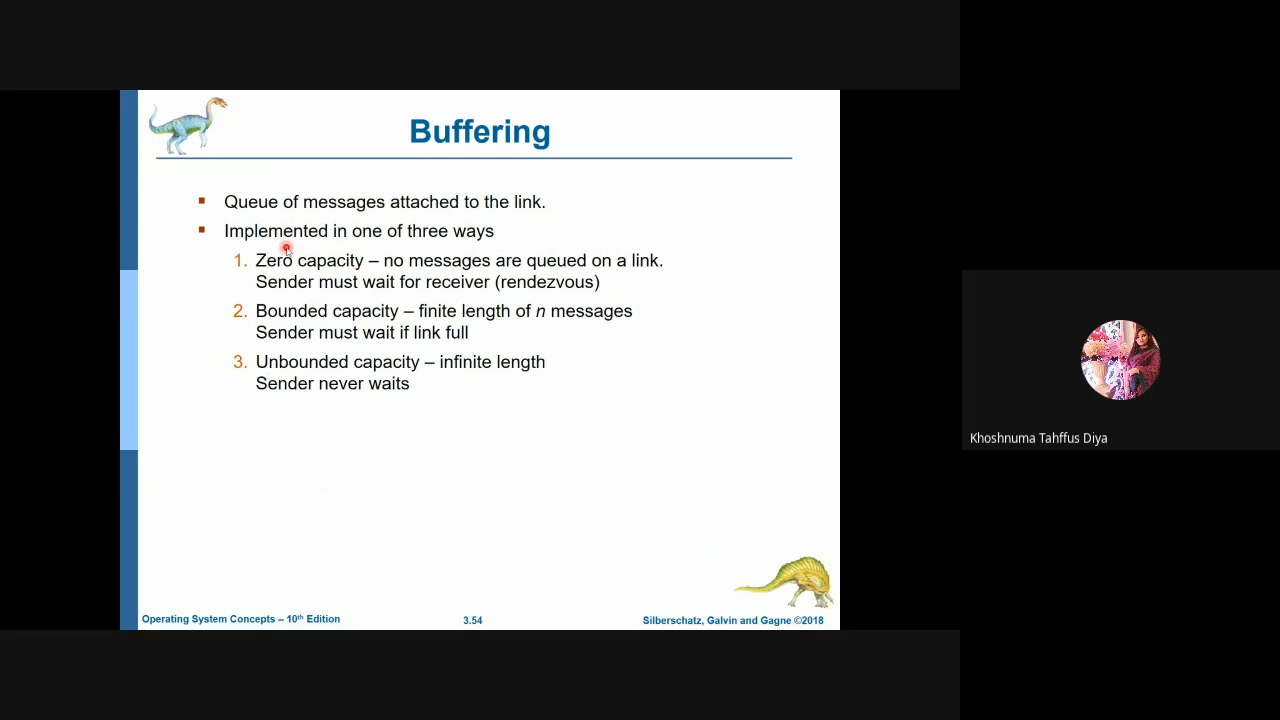 Buffering
Queue of messages attached to the link.
Implemented in one of three ways
1. Zero capacity – no messages are queued on a link.
Sender must wait for receiver (rendezvous)
2. Bounded capacity – finite length of n messages
Sender must wait if link full
3. Unbounded capacity – infinite length
Sender never waits
Operating System Concepts – 10th Edition
3.54
Silberschatz, Galvin and Gagne ©2018
Khoshnuma Tahffus Diya